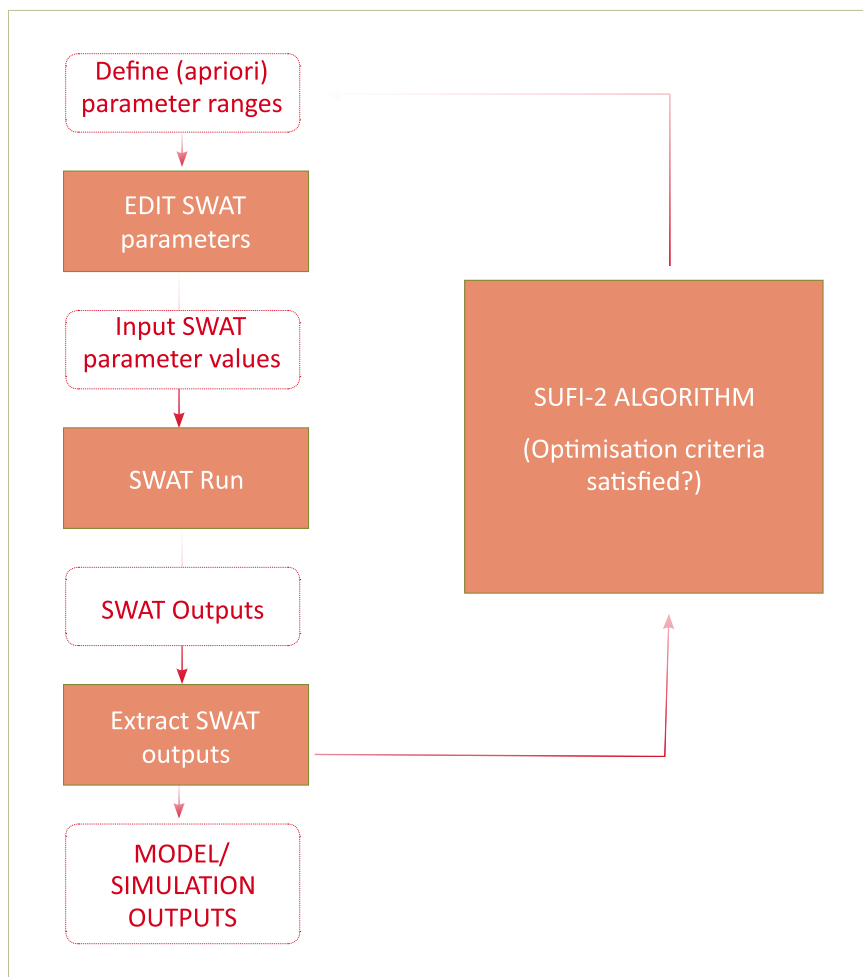 Define (apriori)
parameter ranges
EDIT SWAT
parameters
Input SWAT
parameter values
SWAT Run
SWAT Outputs
Extract SWAT
outputs
MODEL/
SIMULATION
OUTPUTS
SUFI-2 ALGORITHM
(Optimisation criteria
satisfied?)